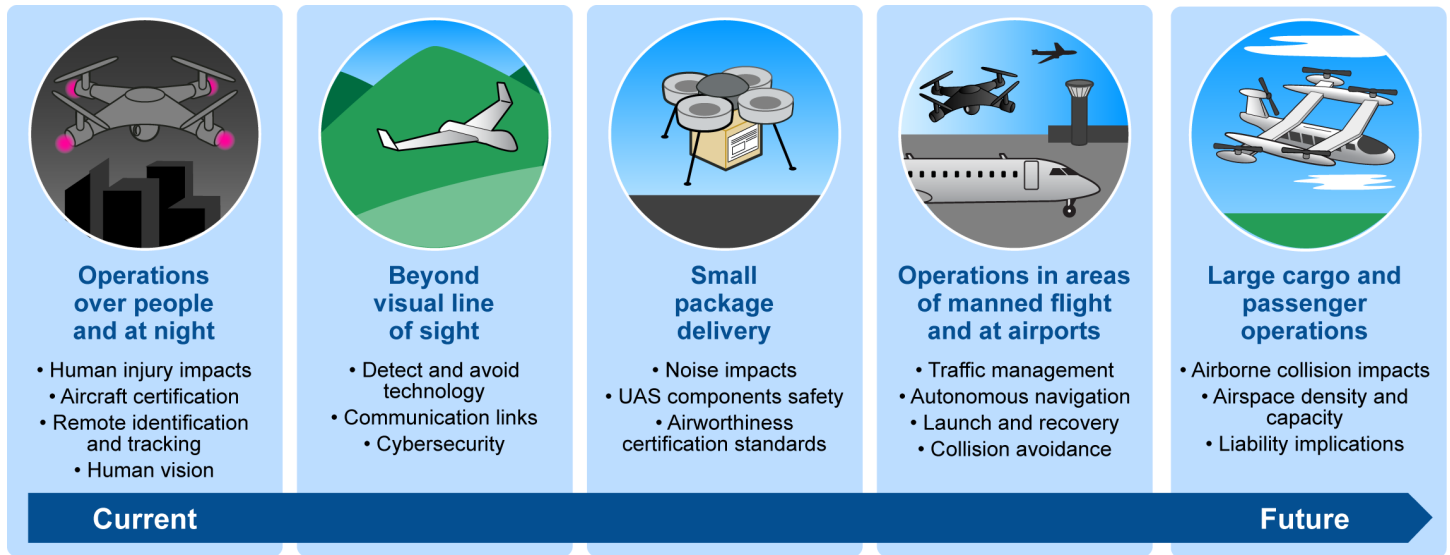 Operations
over people
and at night
• Human injury impacts
• Aircraft certification
• Remote identification
and tracking
• Human vision
Beyond
visual line
of sight
• Detect and avoid
technology
• Communication links
• Cybersecurity
Small
package
delivery
• Noise impacts
• UAS components safety
• Airworthiness
certification standards
Operations in areas
of manned flight
and at airports
• Traffic management
• Autonomous navigation
• Launch and recovery
• Collision avoidance
Large cargo and
passenger
operations
• Airborne collision impacts
• Airspace density and
capacity
• Liability implications
Current
Future